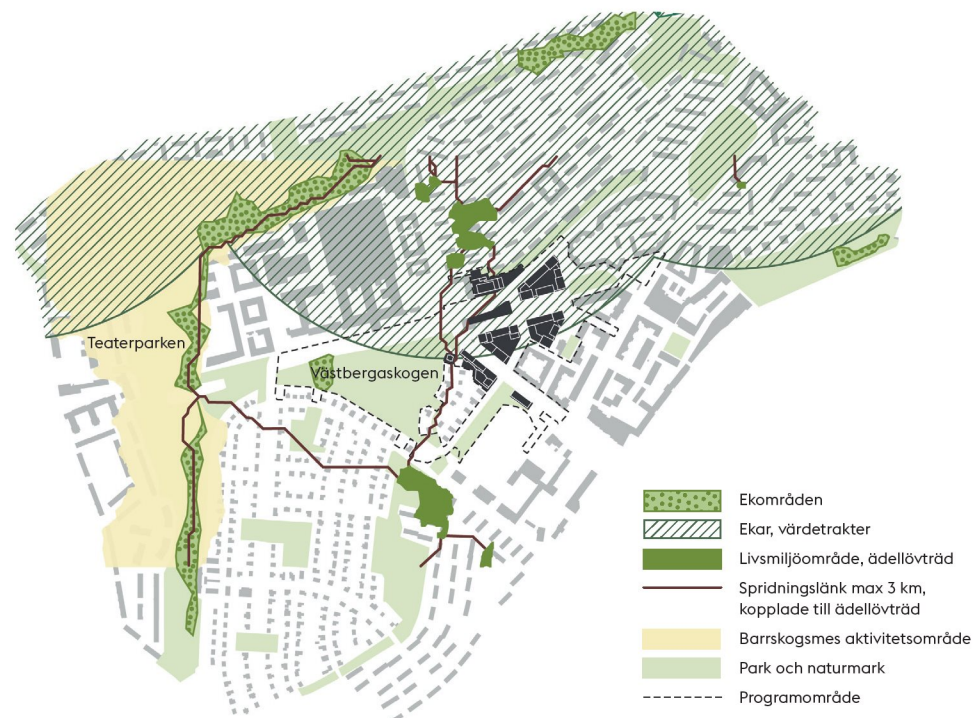 Teaterparken
Västbergaskogen
Ekområden
Ekar, värdetrakter
Livsmiljöområde, ädellövträd
Spridningslänk max 3 km,
kopplade till ädellövträd
Barrskogsmes aktivitetsområde
Park och naturmark
Programområde